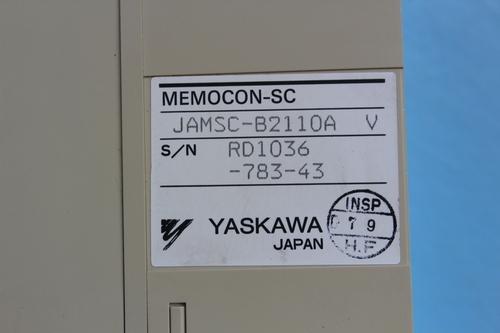 MEMOCON-SC
JAMSC-B2110A V
S/N RD1036
-783-43
YASKAWA
JAPAN
INSP
7 9
H.F